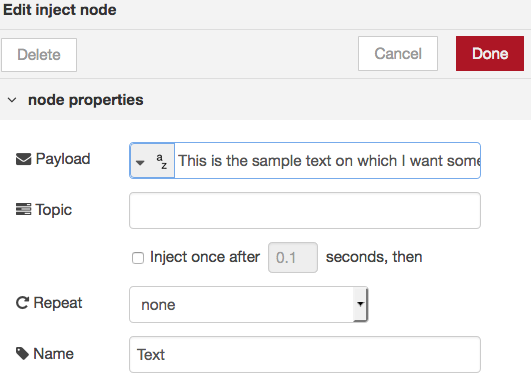 Edit inject node
Delete Cancel Done
node properties
Payload az This is the sample text on which I want some
Topic
Inject once after 0.1 seconds, then
Repeat none
Name Text